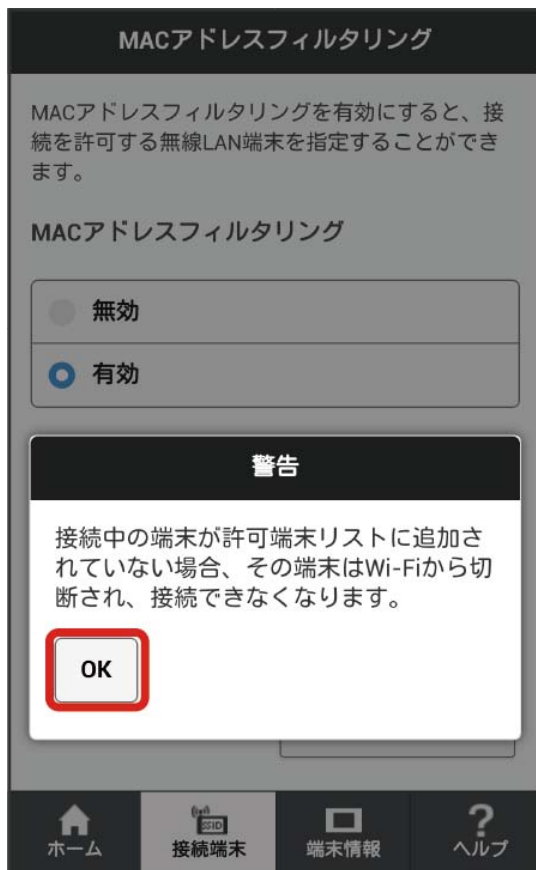 MACアドレスフィルタリング
MACアドレスフィルタリングを有効にすると、接
続を許可する無線LAN端末を指定することができ
ます。
MACアドレスフィルタリング
無効
有効
警告
接続中の端末が許可端末リストに追加さ
れていない場合、その端末はWi-Fiから切
断され、接続できなくなります。
OK
SSID
ホーム
接続端末
端末情報
?
ヘルプ